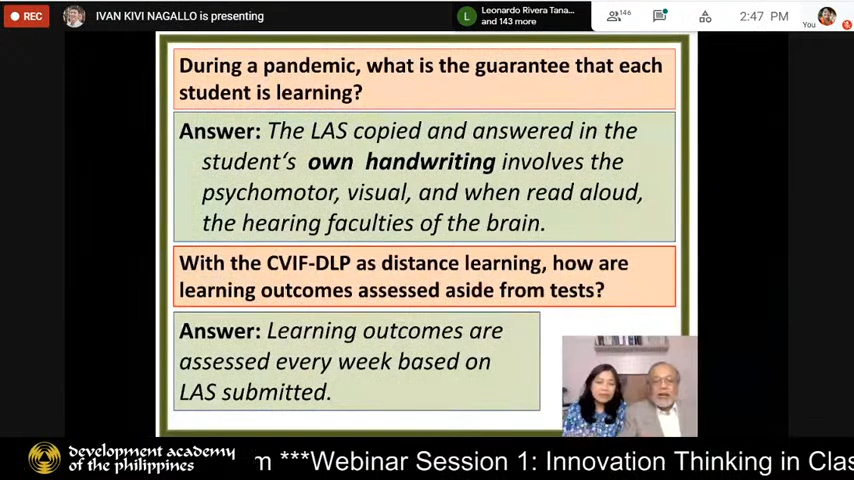 REC
IVAN KIVI NAGALLO is presenting
L
Leonardo Rivera Tana...
and 143 more
146
2:47 PM
You
During a pandemic, what is the guarantee that each
student is learning?
Answer: The LAS copied and answered in the
student's own handwriting involves the
psychomotor, visual, and when read aloud,
the hearing faculties of the brain.
With the CVIF-DLP as distance learning, how are
learning outcomes assessed aside from tests?
Answer: Learning outcomes are
assessed every week based on
LAS submitted.
development academy
of the philippines
m ***Webinar Session 1: Innovation Thinking in Clas